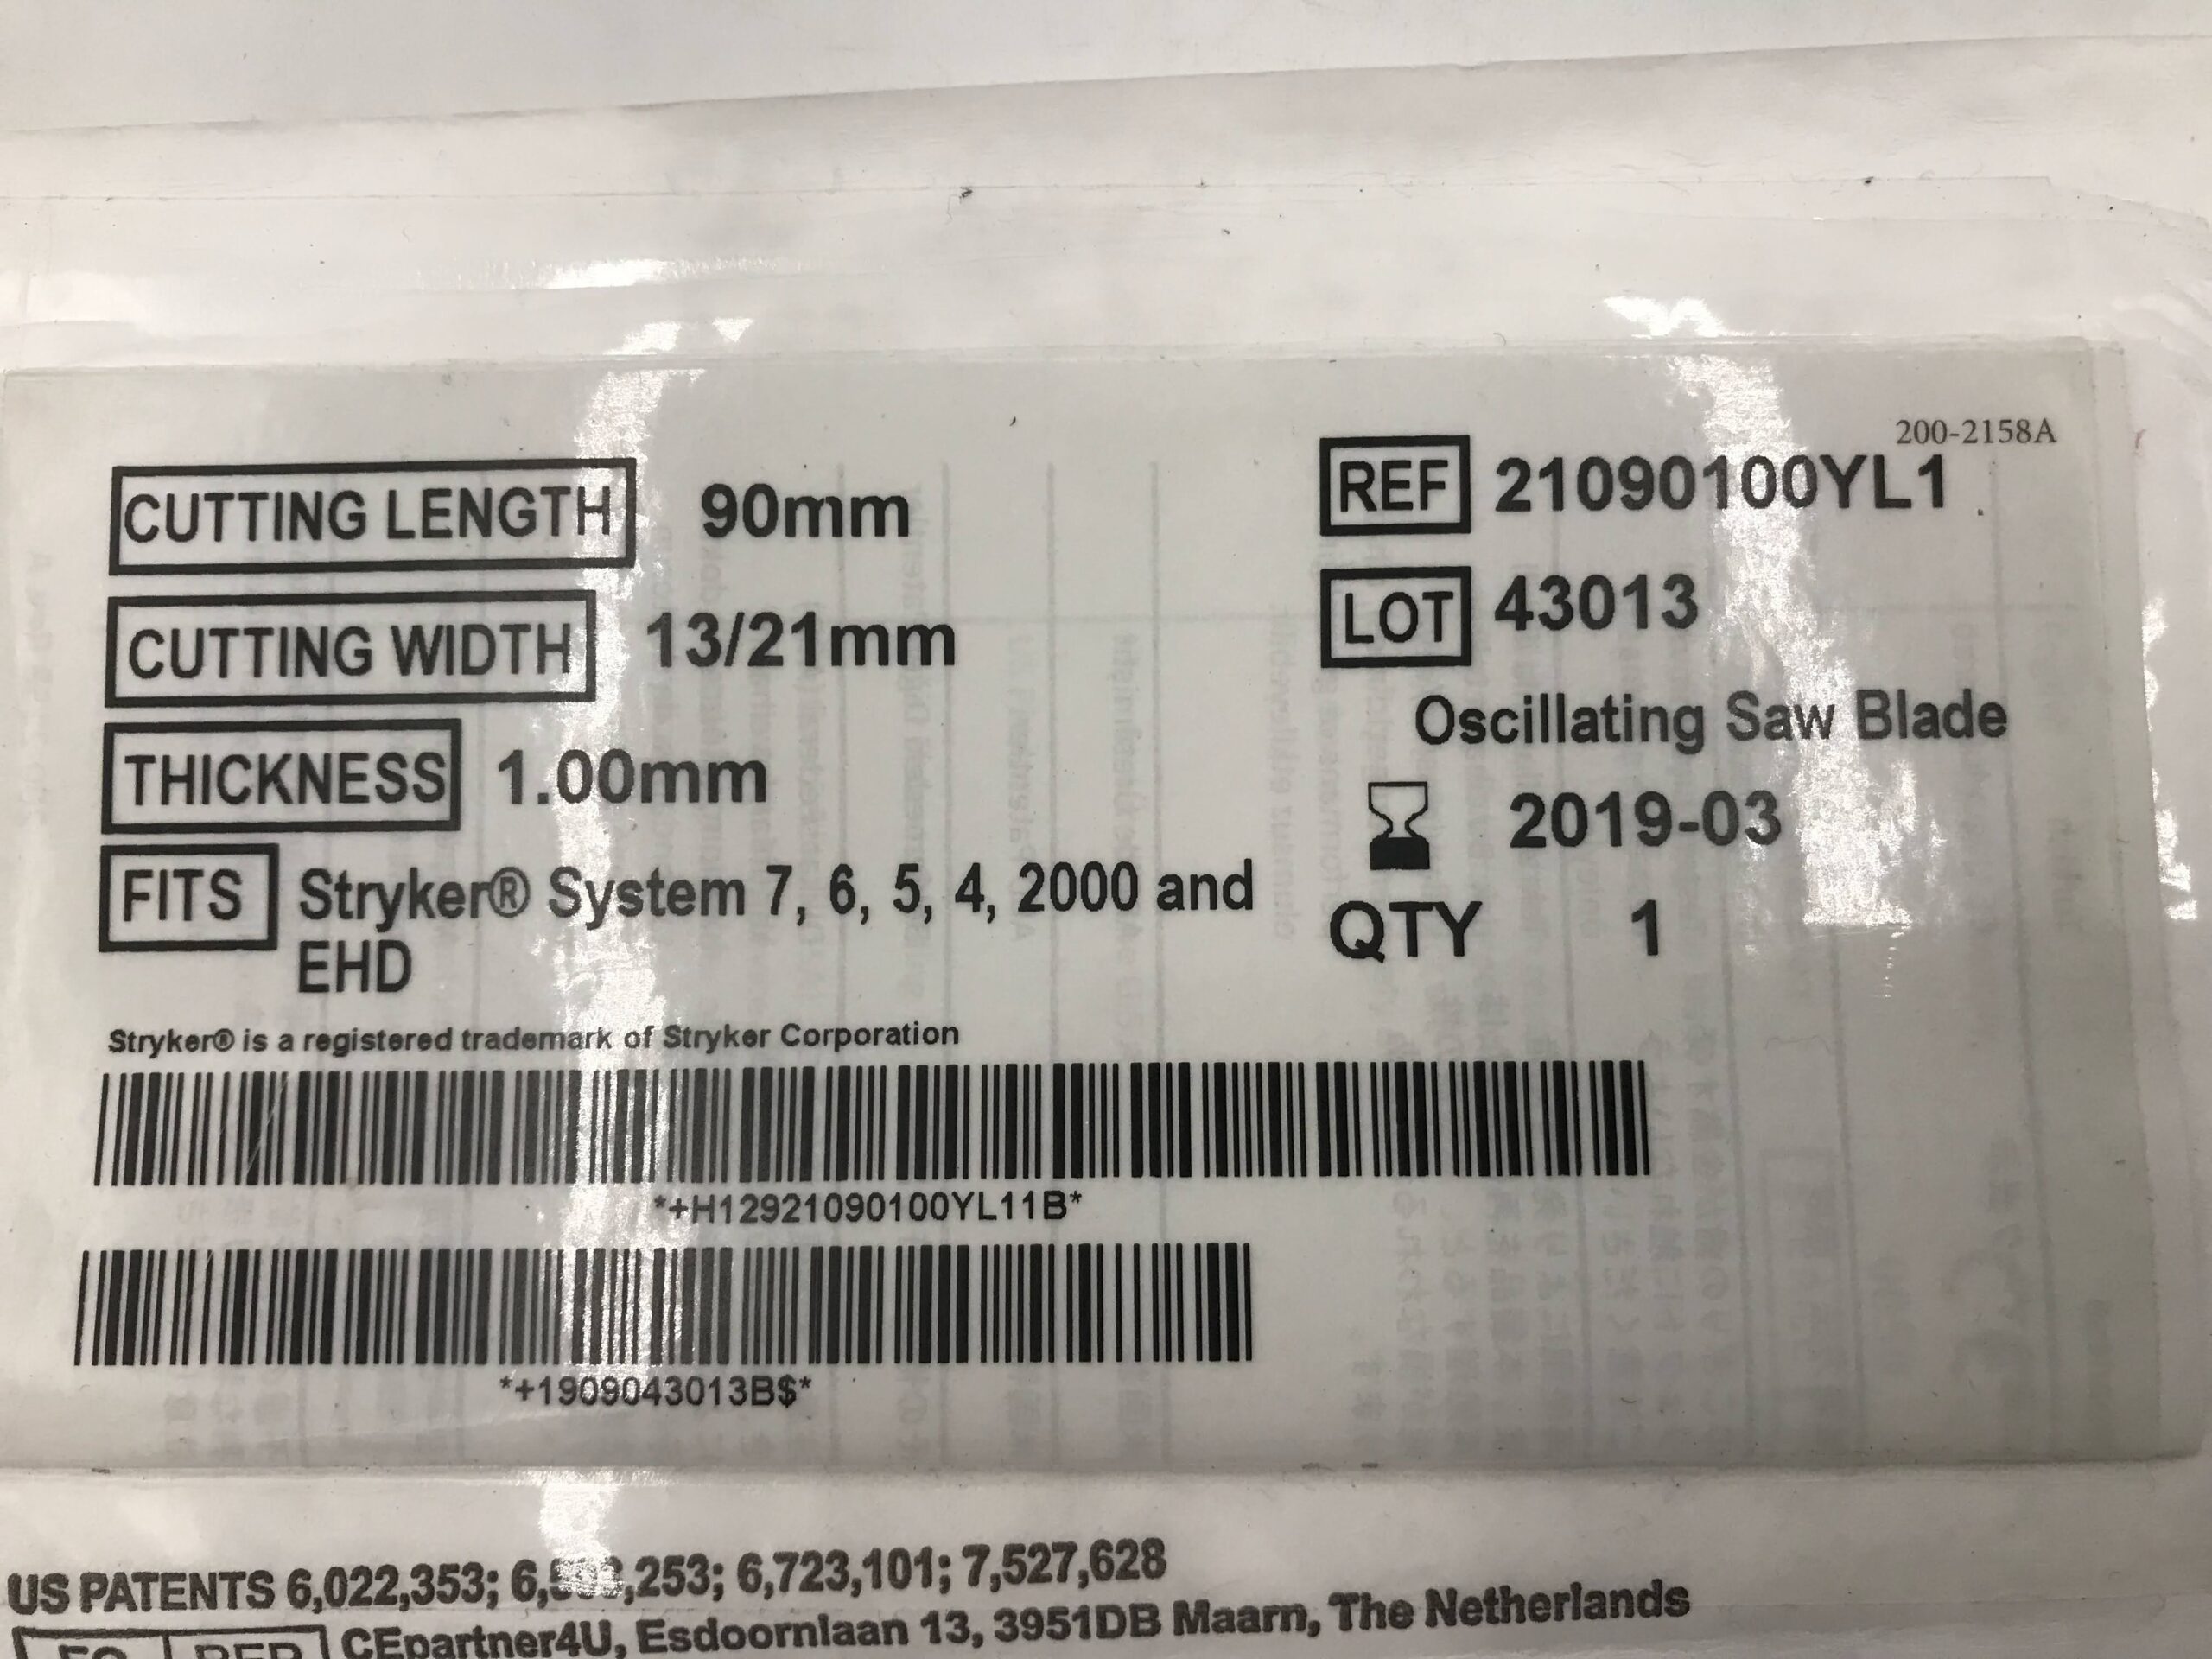 200-2158A
CUTTING LENGTH 90mm
REF 21090100YL1
CUTTING WIDTH 13/21mm
LOT 43013
Oscillating Saw Blade
THICKNESS 1.00mm
2019-03
FITS Stryker® System 7, 6, 5, 4, 2000 and
EHD
QTY 1
Stryker® is a registered trademark of Stryker Corporation
*+H12921090100YL11B*
*+1909043013B$*
US PATENTS 6,022,353; 6,723,101; 7,527,628
REP CEpartner4U, Esdoornlaan 13, 3951DB Maarn, The Netherlands